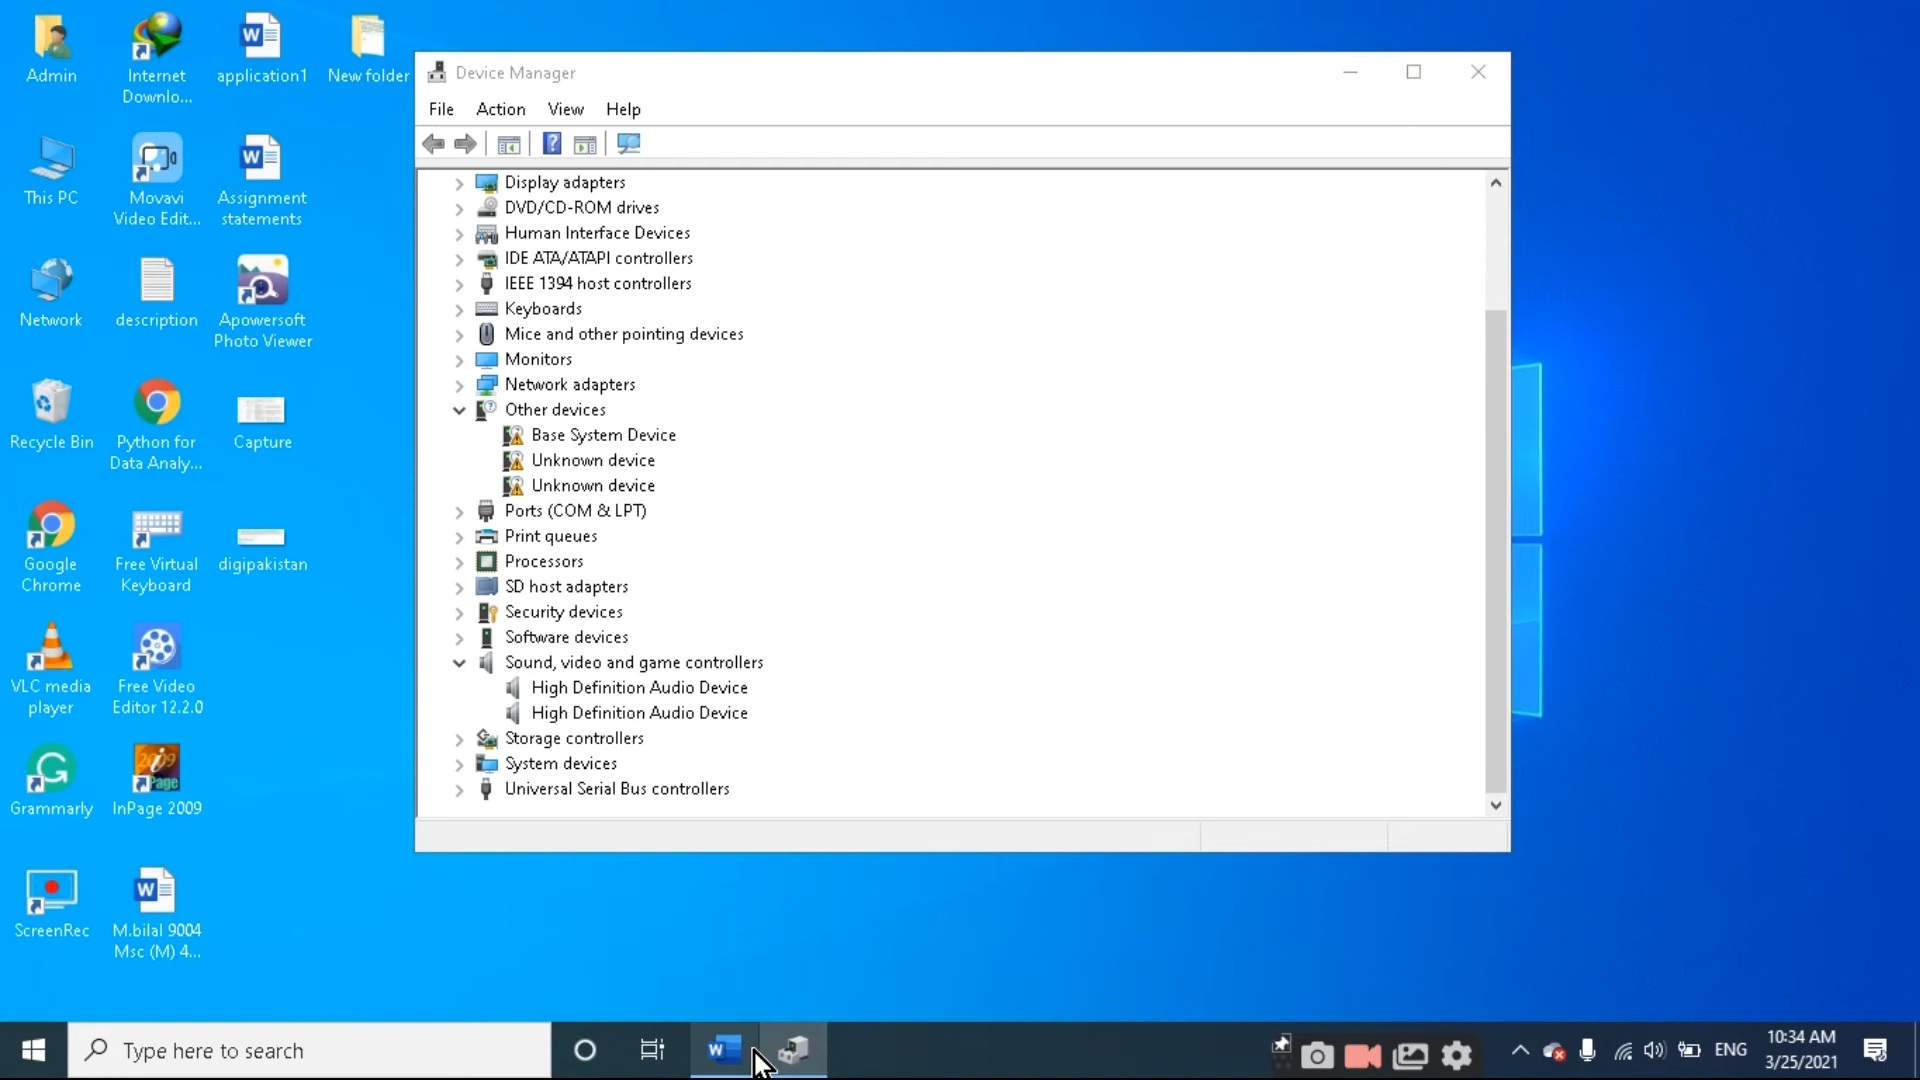 Admin
Internet
Downlo...
application1
New folder
This PC
Movavi
Video Edit...
Assignment
statements
Network
description
Apowersoft
Photo Viewer
Recycle Bin
Python for
Data Analy...
Capture
Google
Chrome
Free Virtual
Keyboard
digipakistan
VLC media
player
Free Video
Editor 12.2.0
Grammarly
2009
Page
InPage 2009
ScreenRec
M.bilal 9004
Msc (M) 4...
Device Manager
File Action View Help
Display adapters
DVD/CD-ROM drives
Human Interface Devices
IDE ATA/ATAPI controllers
IEEE 1394 host controllers
Keyboards
Mice and other pointing devices
Monitors
Network adapters
Other devices
Base System Device
Unknown device
Unknown device
Ports (COM & LPT)
Print queues
Processors
SD host adapters
Security devices
Software devices
Sound, video and game controllers
High Definition Audio Device
High Definition Audio Device
Storage controllers
System devices
Universal Serial Bus controllers
Type here to search
ENG
10:34 AM
3/25/2021